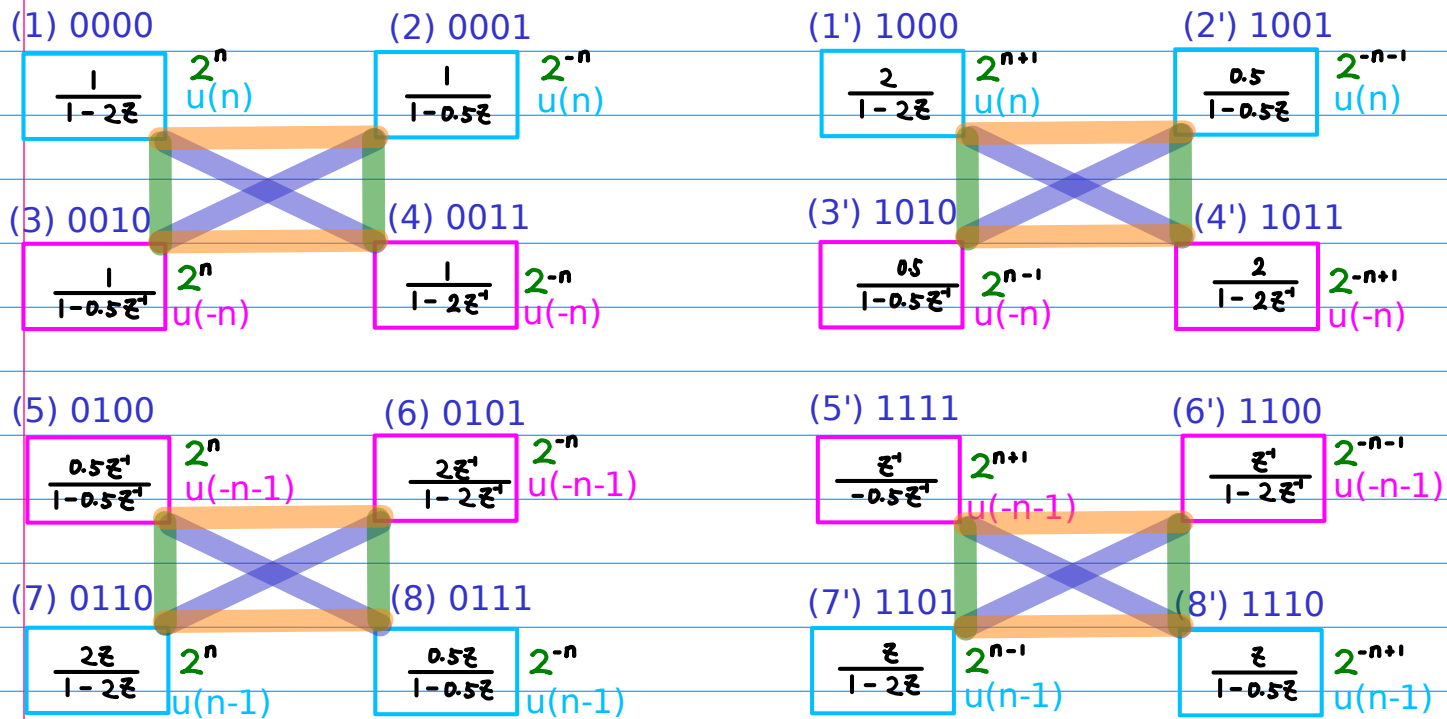 (1) 0000
(2) 0001
(1') 1000
(2') 1001
1/(1 - 2z) 2^n u(n)
1/(1 - 0.5z) 2^-n u(n)
2/(1 - 2z) 2^n+1 u(n)
0.5/(1 - 0.5z) 2^-n-1 u(n)
(3) 0010
(4) 0011
(3') 1010
(4') 1011
1/(1 - 0.5z^-1) 2^n u(-n)
1/(1 - 2z^-1) 2^-n u(-n)
0.5/(1 - 0.5z^-1) 2^n-1 u(-n)
2/(1 - 2z^-1) 2^-n+1 u(-n)
(5) 0100
(6) 0101
(5') 1111
(6') 1100
0.5z^-1/(1 - 0.5z^-1) 2^n u(-n-1)
2z^-1/(1 - 2z^-1) 2^-n u(-n-1)
z^-1/(-0.5z^-1) 2^n+1 u(-n-1)
z^-1/(1 - 2z^-1) 2^-n-1 u(-n-1)
(7) 0110
(8) 0111
(7') 1101
(8') 1110
2z/(1 - 2z) 2^n u(n-1)
0.5z/(1 - 0.5z) 2^-n u(n-1)
z/(1 - 2z) 2^n-1 u(n-1)
z/(1 - 0.5z) 2^-n+1 u(n-1)